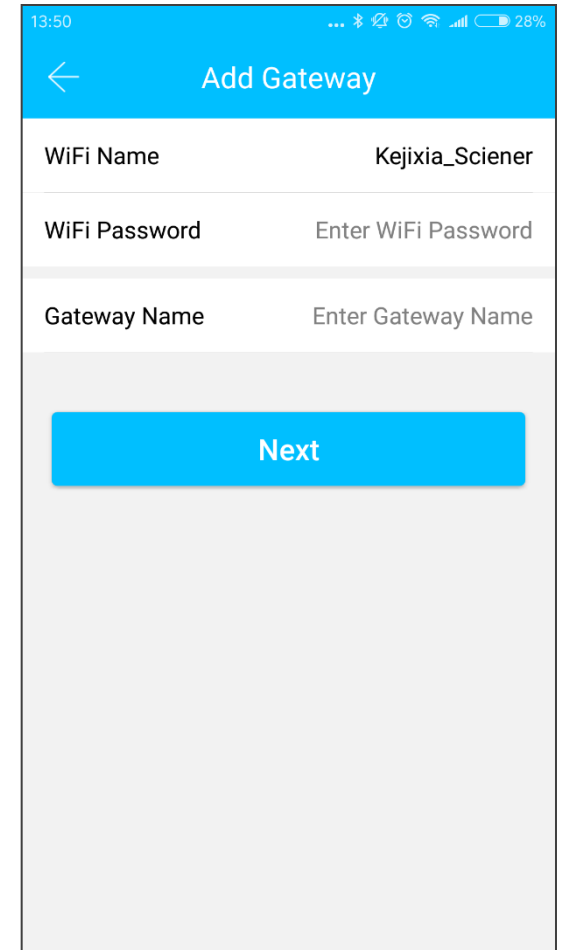 13:50 ... 28%
Add Gateway
WiFi Name Kejixia_Sciener
WiFi Password Enter WiFi Password
Gateway Name Enter Gateway Name
Next